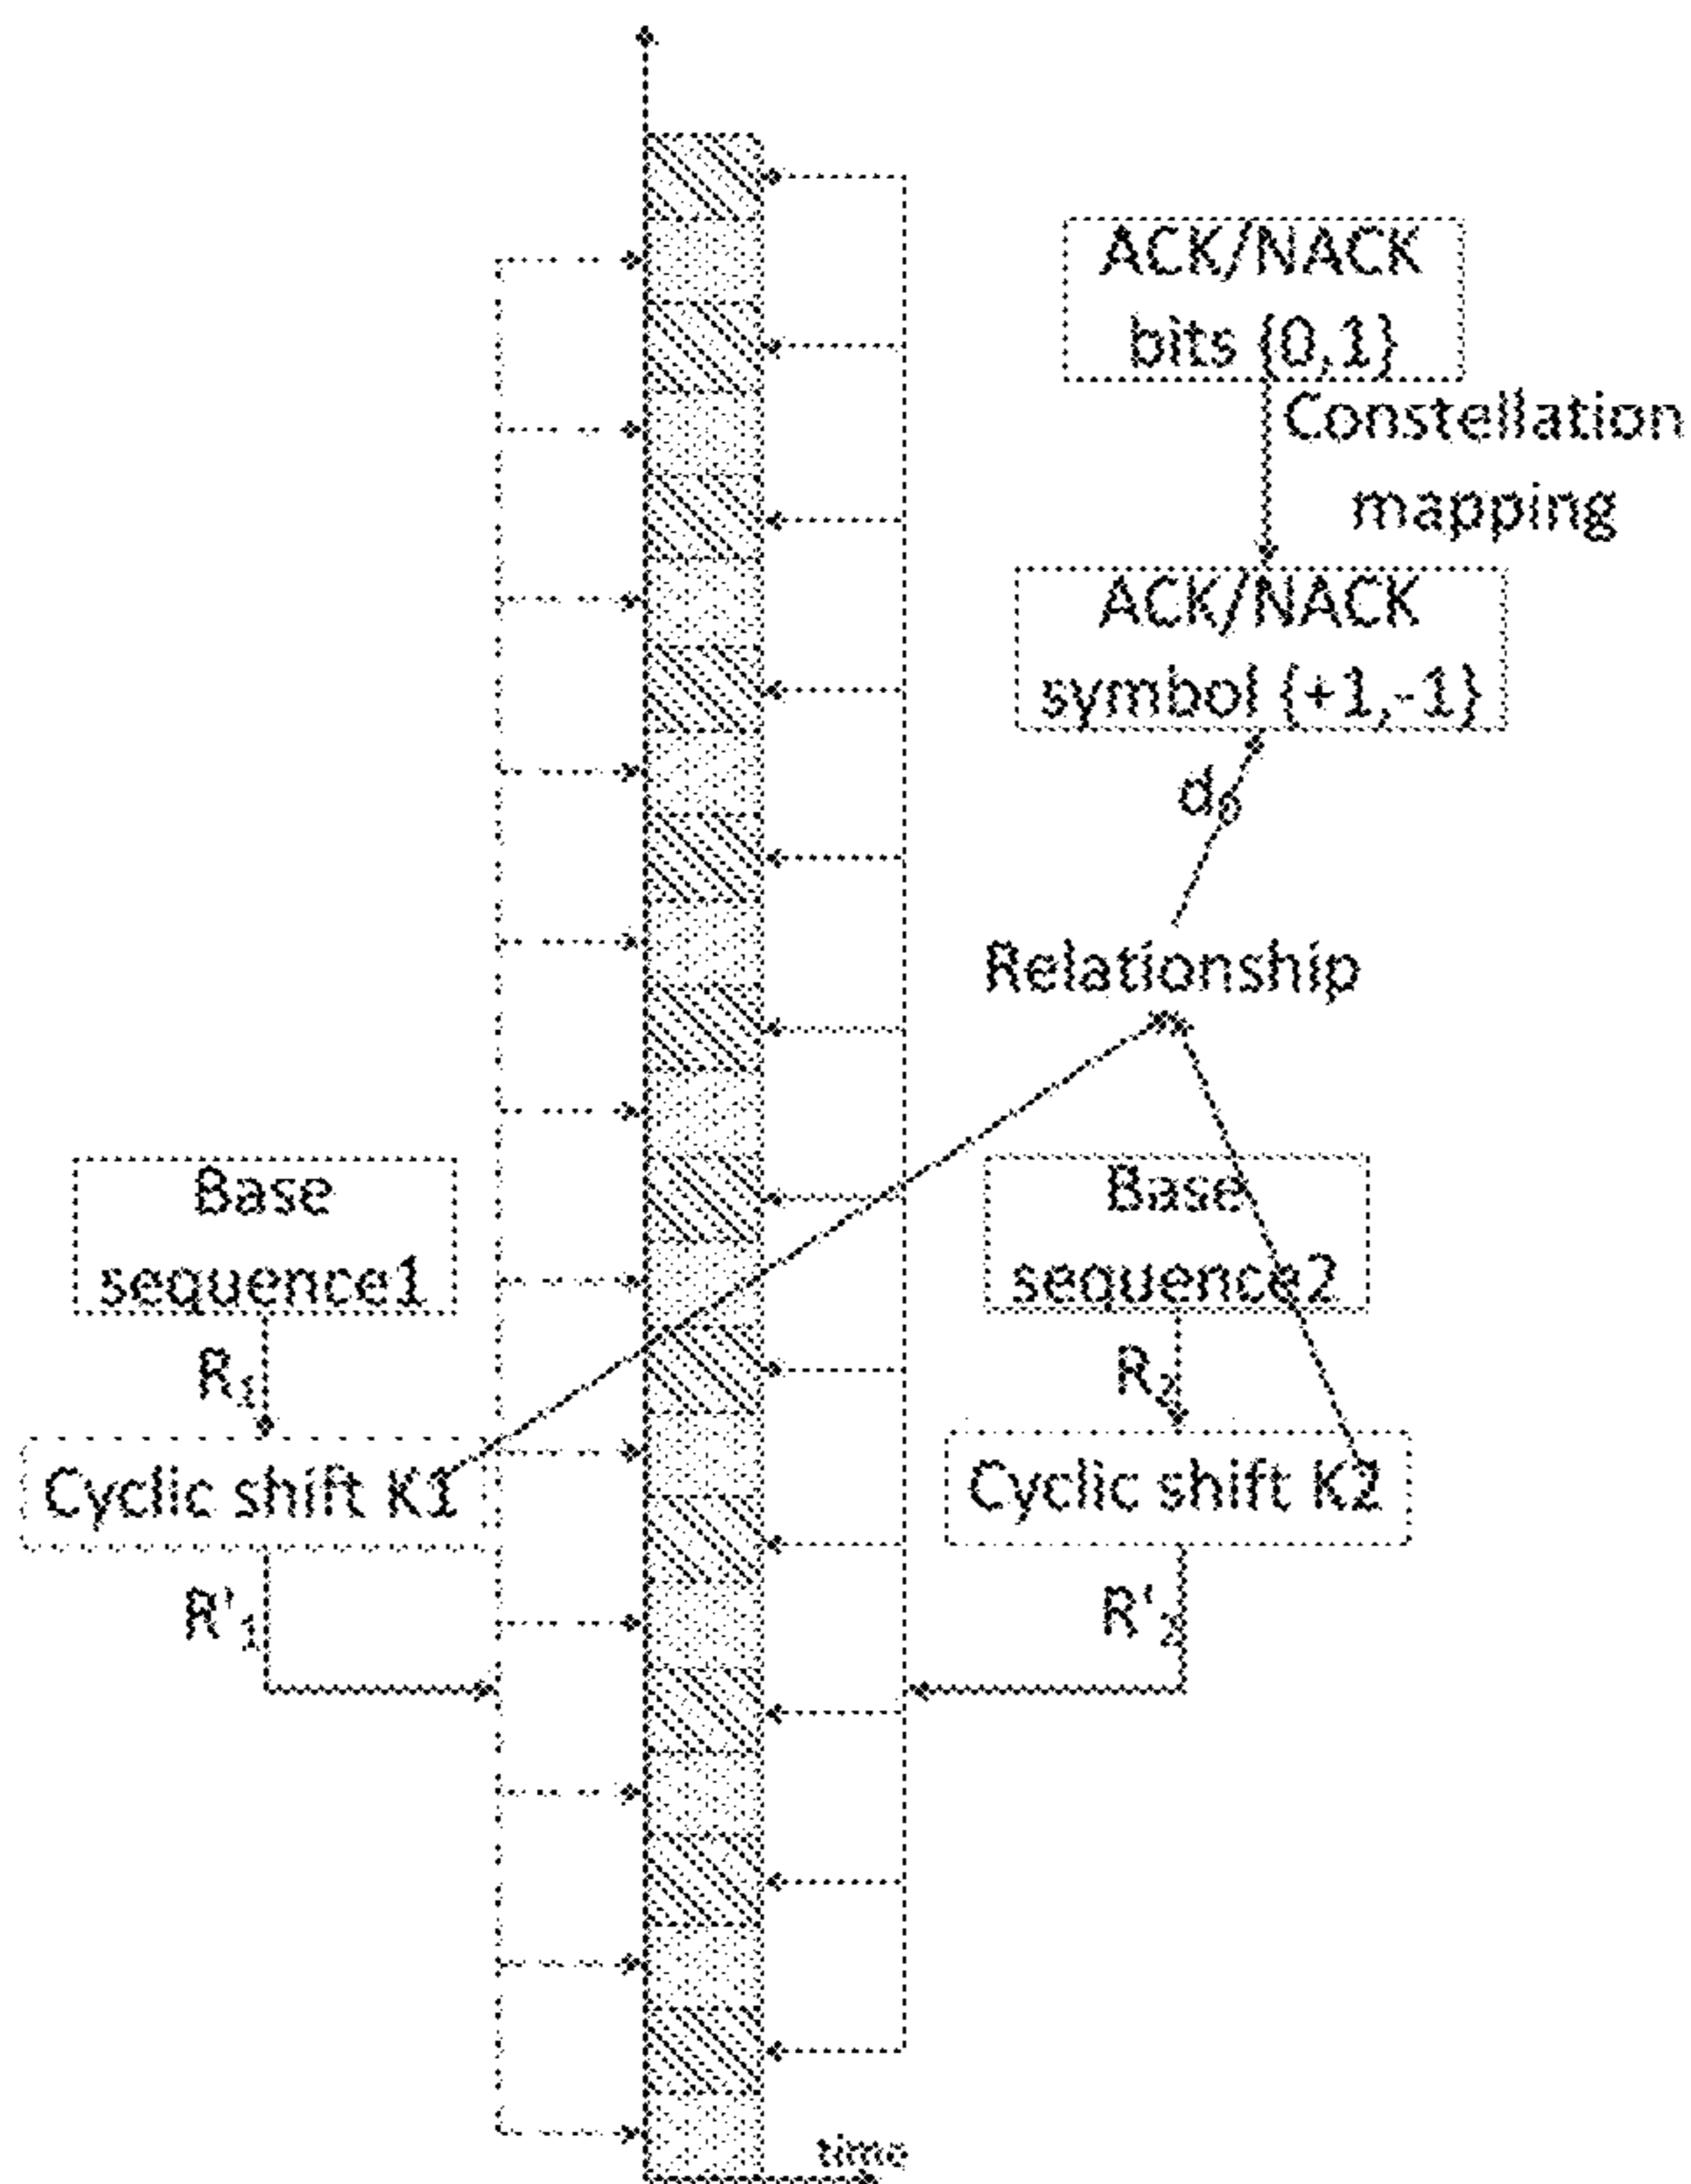 ACK/NACK
bits {0,1}
Constellation
mapping
ACK/NACK
symbol {+1,-1}
d0
Relationship
Base
sequence1
Base
sequence2
R1
R2
Cyclic shift K1
Cyclic shift K2
R'1
R'2
time